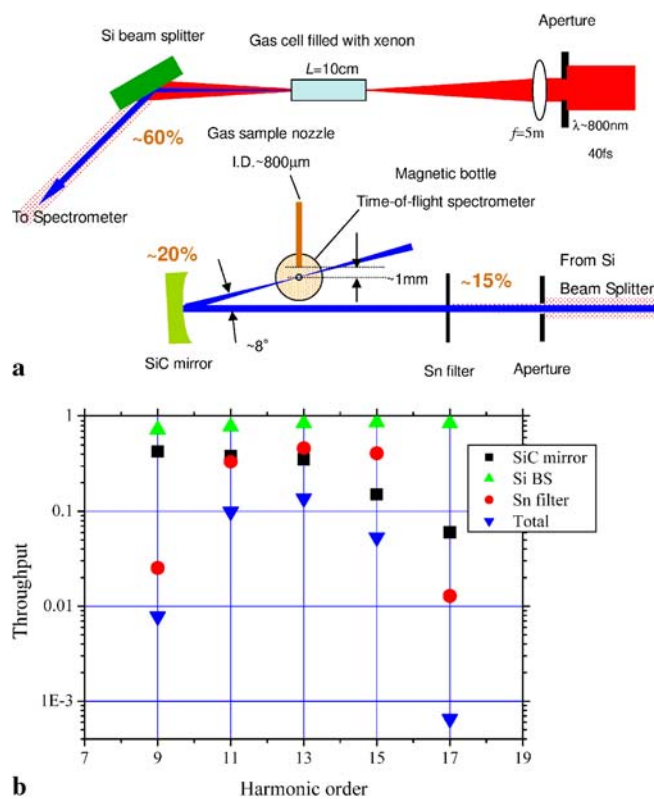 Si beam splitter
Gas cell filled with xenon
Aperture
L=10cm
f=5m
λ~800nm
40fs
~60%
Gas sample nozzle
I.D.~800μm
Magnetic bottle
Time-of-flight spectrometer
To Spectrometer
~20%
~1mm
~15%
From Si
Beam Splitter
~8°
SiC mirror
Sn filter
Aperture
a
1
0.1
0.01
1E-3
Throughput
SiC mirror
Si BS
Sn filter
Total
7 9 11 13 15 17 19
Harmonic order
b